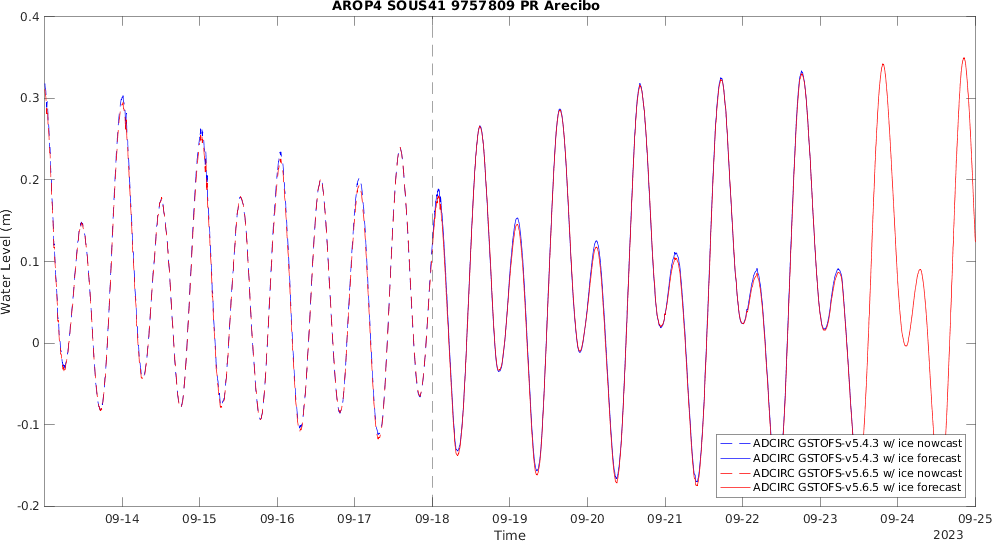 AROP4 SOUS41 9757809 PR Arecibo
0.4
0.3
0.2
0.1
0
-0.1
-0.2
Water Level (m)
ADCIRC GSTOFS-v5.4.3 w/ ice nowcast
ADCIRC GSTOFS-v5.4.3 w/ ice forecast
ADCIRC GSTOFS-v5.6.5 w/ ice nowcast
ADCIRC GSTOFS-v5.6.5 w/ ice forecast
09-14 09-15 09-16 09-17 09-18 09-19 09-20 09-21 09-22 09-23 09-24 09-25
Time
2023